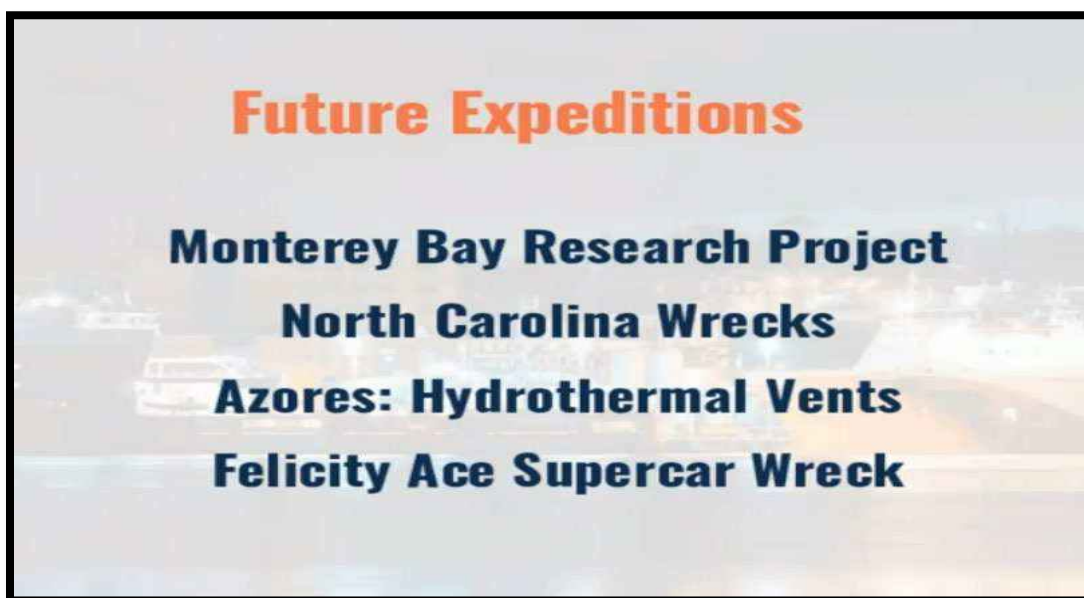 Future Expeditions
Monterey Bay Research Project
North Carolina Wrecks
Azores: Hydrothermal Vents
Felicity Ace Supercar Wreck